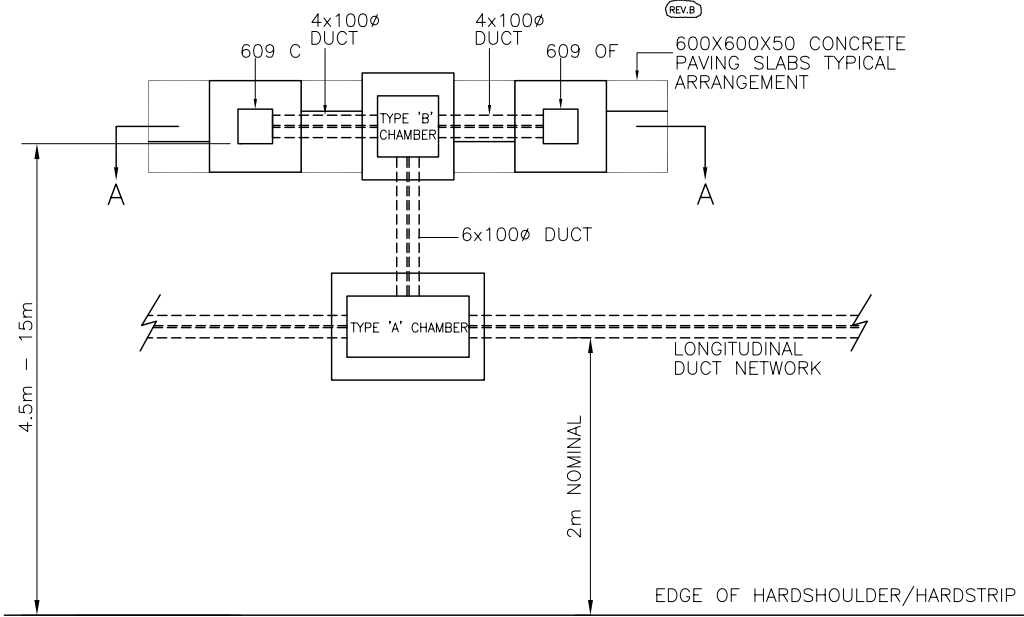 REV.B
4x100ø
DUCT
4x100ø
DUCT
609 C
609 OF
600X600X50 CONCRETE
PAVING SLABS TYPICAL
ARRANGEMENT
TYPE 'B'
CHAMBER
A
A
6x100ø DUCT
TYPE 'A' CHAMBER
LONGITUDINAL
DUCT NETWORK
4.5m – 15m
2m NOMINAL
EDGE OF HARDSHOULDER/HARDSTRIP